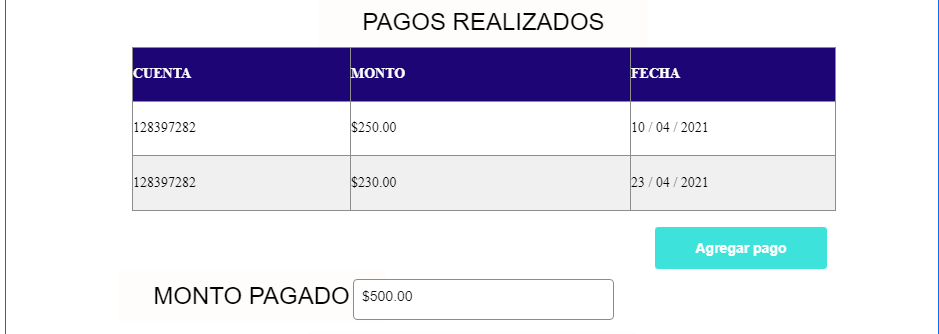 PAGOS REALIZADOS
CUENTA MONTO FECHA
128397282 $250.00 10 / 04 / 2021
128397282 $230.00 23 / 04 / 2021
Agregar pago
MONTO PAGADO $500.00